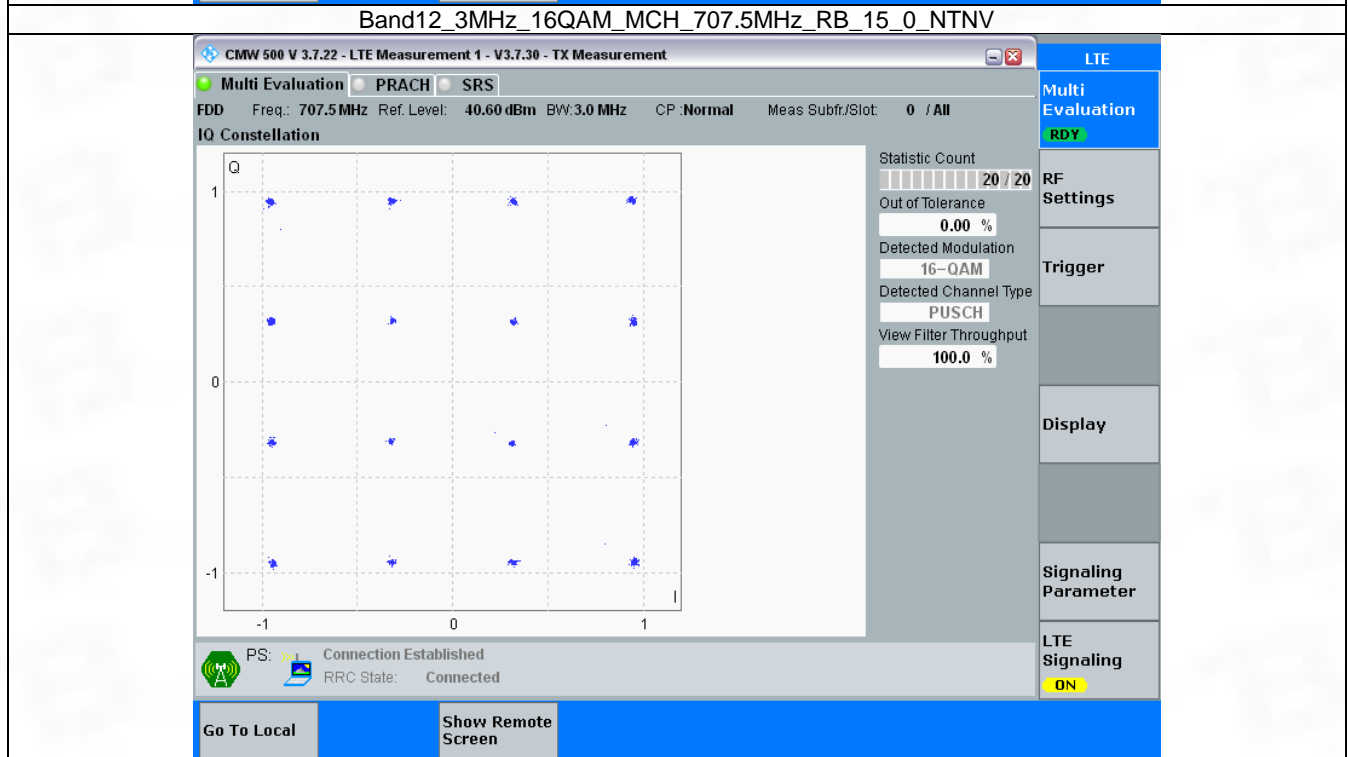 Band12_3MHz_16QAM_MCH_707.5MHz_RB_15_0_NTNV
CMW 500 V 3.7.22 - LTE Measurement 1 - V3.7.30 - TX Measurement
LTE
Multi Evaluation PRACH SRS
Multi
Evaluation
RDY
FDD Freq.: 707.5 MHz Ref. Level: 40.60 dBm BW: 3.0 MHz CP :Normal Meas Subfr./Slot: 0 / All
IQ Constellation
Q
1
0
-1
I
-1 0 1
Statistic Count
20 / 20
Out of Tolerance
0.00 %
Detected Modulation
16-QAM
Detected Channel Type
PUSCH
View Filter Throughput
100.0 %
RF
Settings
Trigger
Display
Signaling
Parameter
LTE
Signaling
ON
PS: Connection Established
RRC State: Connected
Go To Local
Show Remote
Screen